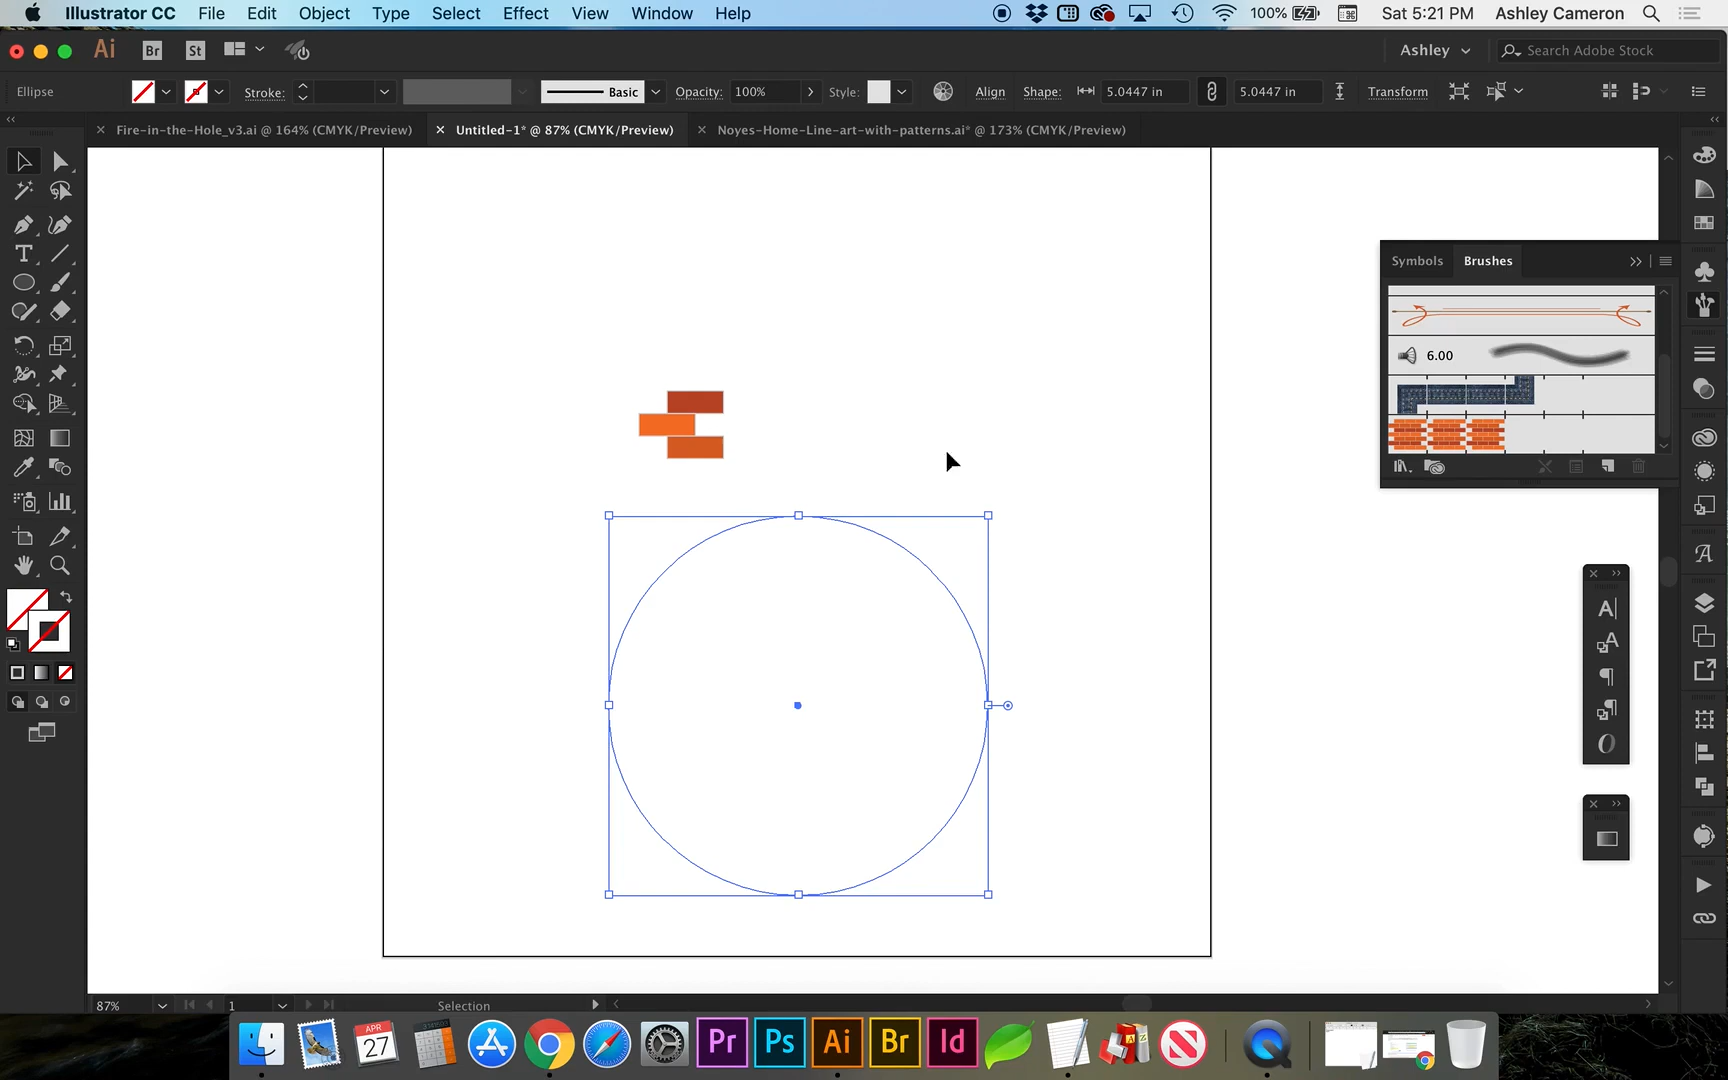 Illustrator CC File Edit Object Type Select Effect View Window Help 100% Sat 5:21 PM Ashley Cameron
Ai Br St Ashley Search Adobe Stock
Ellipse Stroke: Basic Opacity: 100% Style: Align Shape: 5.0447 in 5.0447 in Transform
Fire-in-the-Hole_v3.ai @ 164% (CMYK/Preview) Untitled-1* @ 87% (CMYK/Preview) Noyes-Home-Line-art-with-patterns.ai* @ 173% (CMYK/Preview)
Symbols Brushes
6.00
87% 1 Selection
APR
27
Pr Ps Ai Br Id